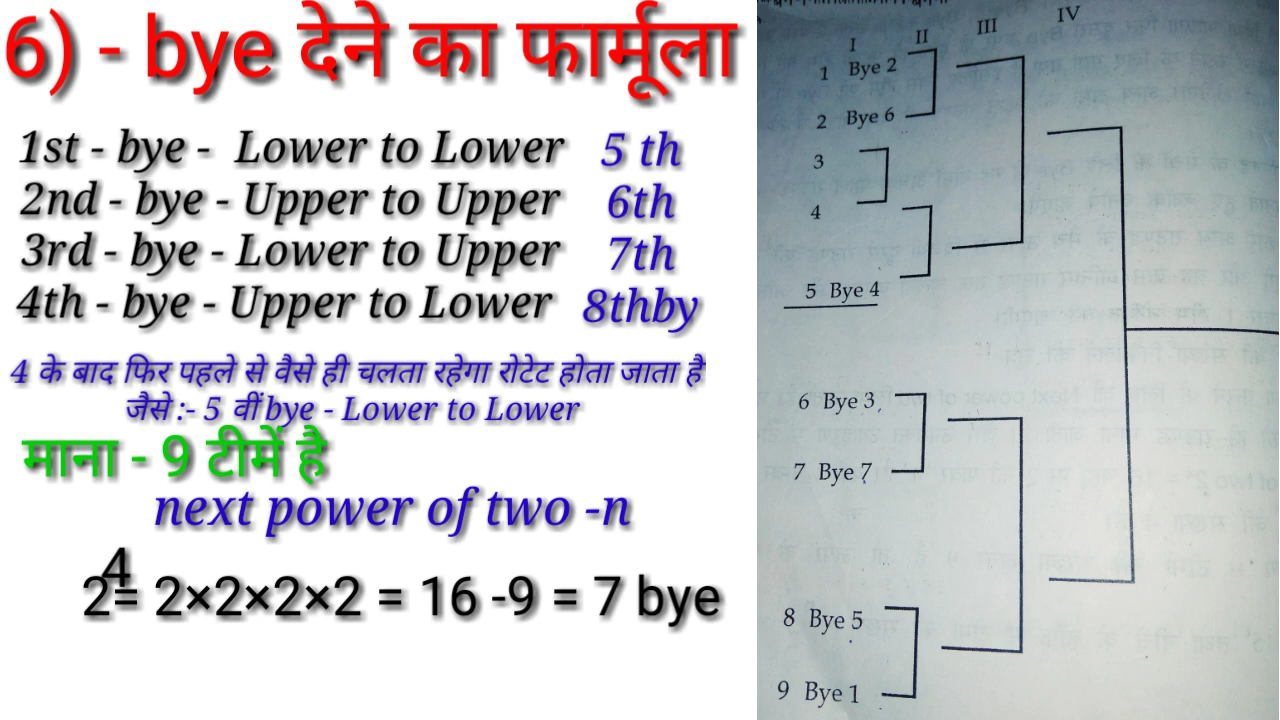 6) - bye देने का फार्मूला
1st - bye - Lower to Lower 5 th
2nd - bye - Upper to Upper 6th
3rd - bye - Lower to Upper 7th
4th - bye - Upper to Lower 8thby
4 के बाद फिर पहले से वैसे ही चलता रहेगा रोटेट होता जाता है
जैसे :- 5 वीं bye - Lower to Lower
माना - 9 टीमें है
next power of two -n
2⁴= 2×2×2×2 = 16 -9 = 7 bye
I II III IV
1 Bye 2
2 Bye 6
3
4
5 Bye 4
6 Bye 3
7 Bye 7
8 Bye 5
9 Bye 1